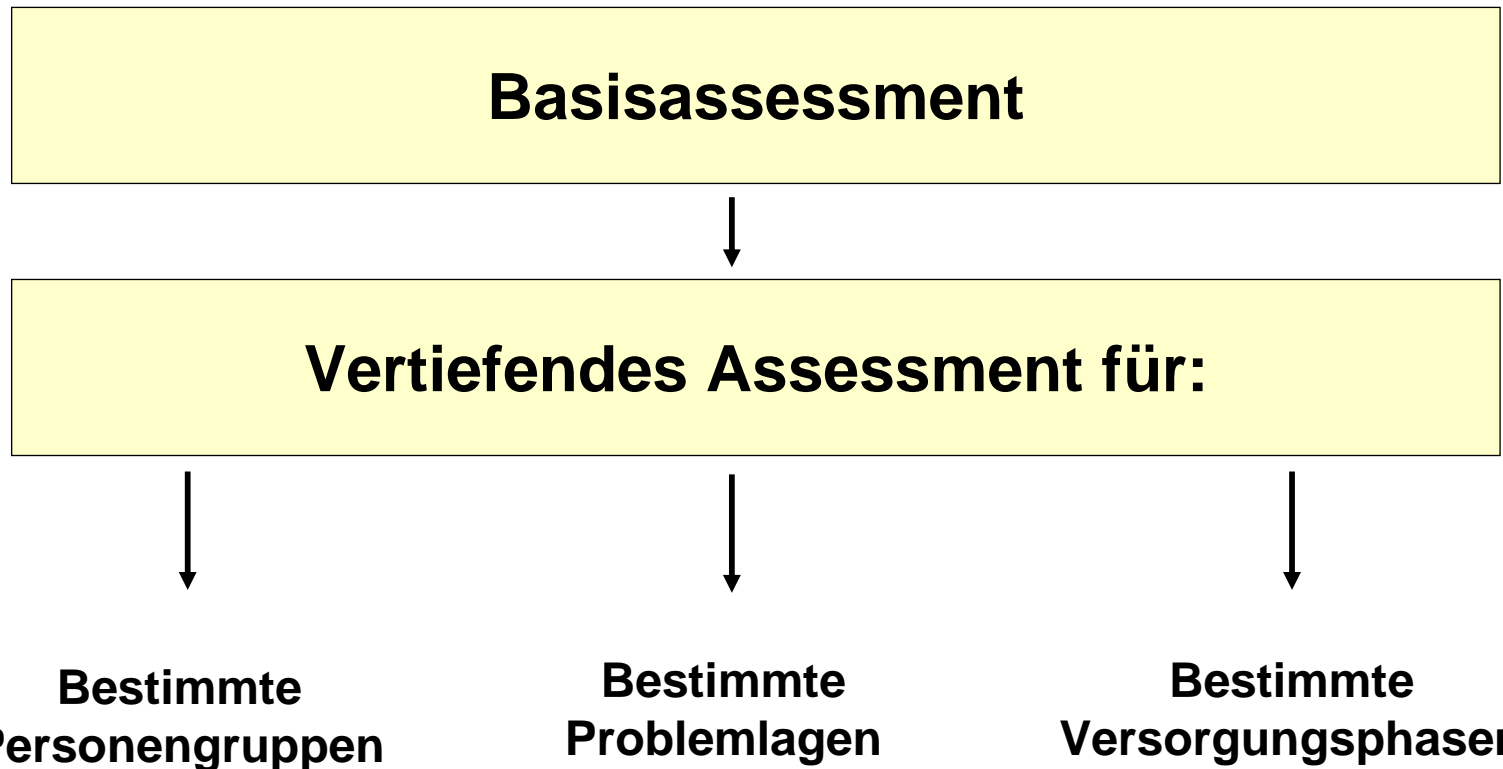 Basisassessment
Vertiefendes Assessment für:
Bestimmte
Personengruppen
Bestimmte
Problemlagen
Bestimmte
Versorgungsphasen